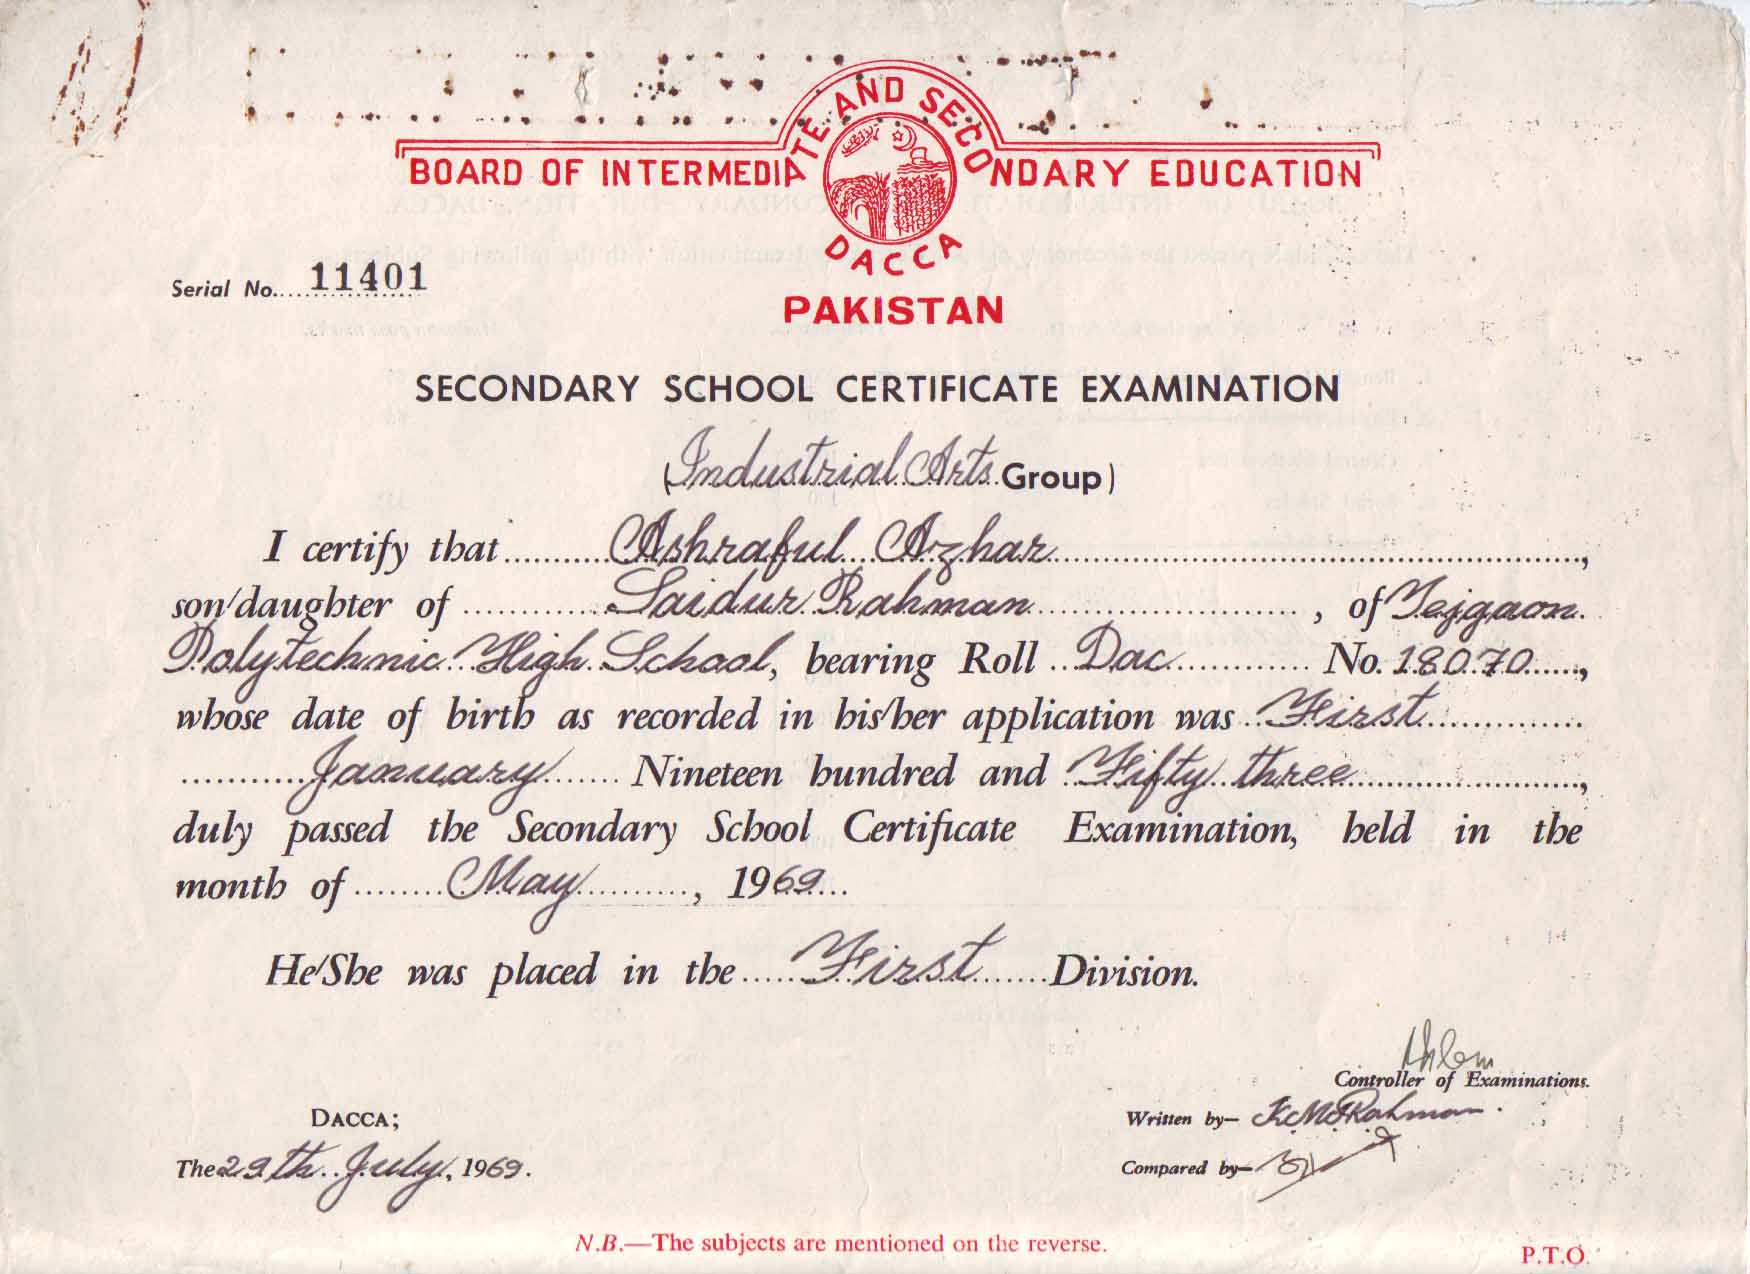 BOARD OF INTERMEDIATE AND SECONDARY EDUCATION
DACCA
PAKISTAN
Serial No. 11401
SECONDARY SCHOOL CERTIFICATE EXAMINATION
(Industrial Arts Group)
I certify that Ashraful Azhar,
son/daughter of Saidur Rahman, of Tejgaon
Polytechnic High School, bearing Roll Dac No. 18070,
whose date of birth as recorded in his/her application was First
January Nineteen hundred and Fifty three,
duly passed the Secondary School Certificate Examination, held in the
month of May, 1969
He/She was placed in the First Division.
Controller of Examinations.
DACCA;
Written by— K. M. Rahman.
The 29th July, 1969.
Compared by—
N.B.—The subjects are mentioned on the reverse.
P.T.O.